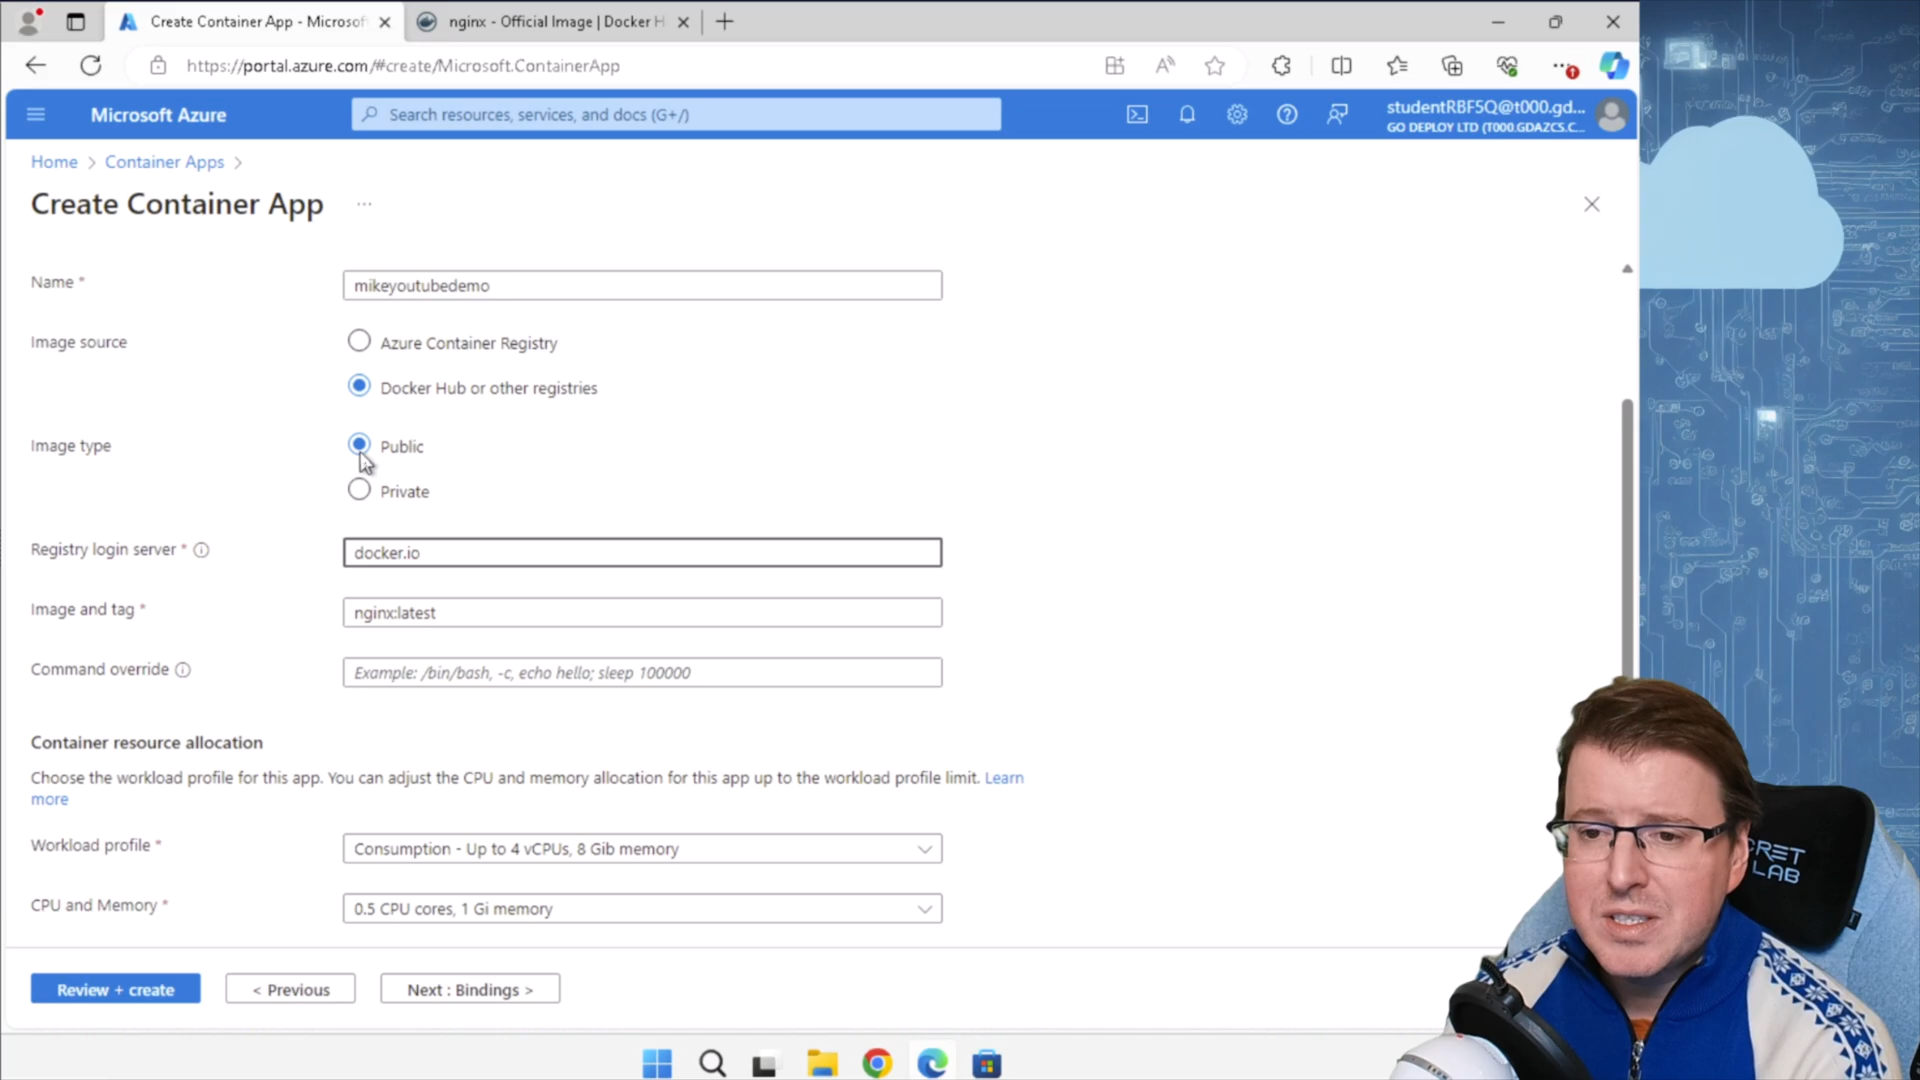 Create Container App - Microsof
nginx - Official Image | Docker H
https://portal.azure.com/#create/Microsoft.ContainerApp
Microsoft Azure
Search resources, services, and docs (G+/)
studentRBF5Q@t000.gd...
GO DEPLOY LTD (T000.GDAZCS.C...
Home > Container Apps >
Create Container App ...
Name *
mikeyoutubedemo
Image source
Azure Container Registry
Docker Hub or other registries
Image type
Public
Private
Registry login server *
docker.io
Image and tag *
nginx:latest
Command override
Example: /bin/bash, -c, echo hello; sleep 100000
Container resource allocation
Choose the workload profile for this app. You can adjust the CPU and memory allocation for this app up to the workload profile limit. Learn
more
Workload profile *
Consumption - Up to 4 vCPUs, 8 Gib memory
CPU and Memory *
0.5 CPU cores, 1 Gi memory
Review + create
< Previous
Next : Bindings >
CRET
LAB